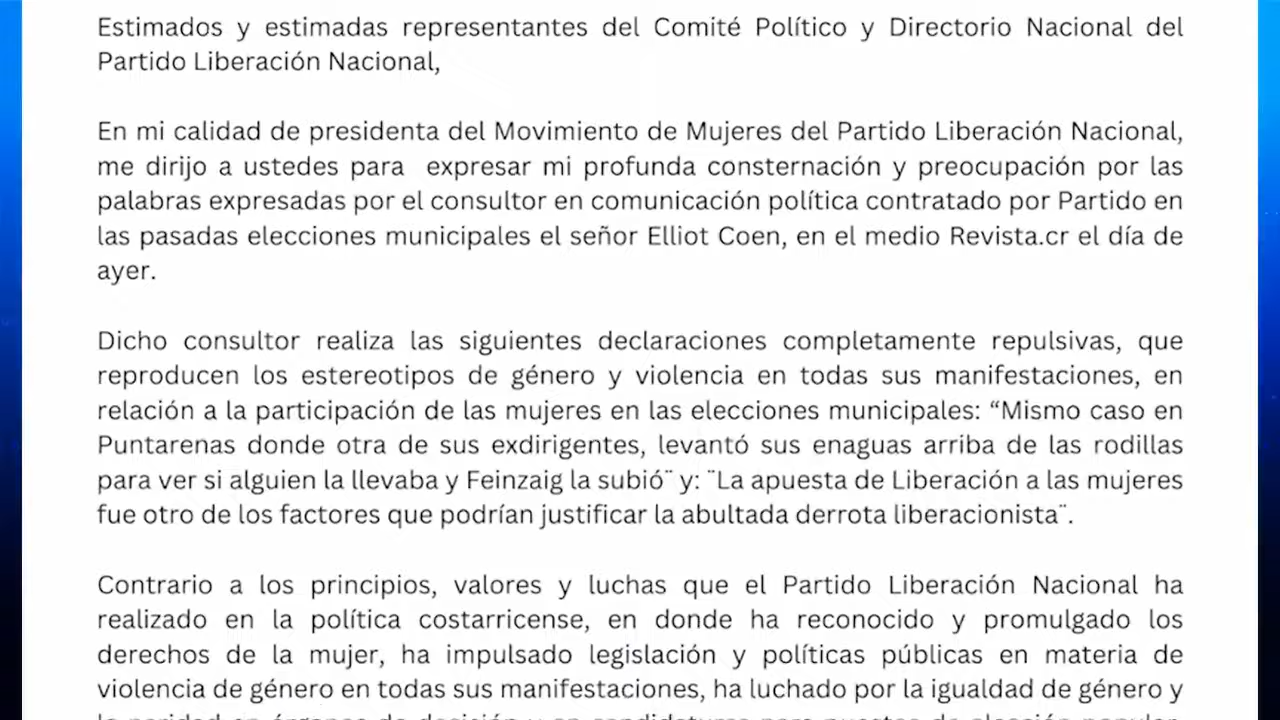 Estimados y estimadas representantes del Comité Político y Directorio Nacional del
Partido Liberación Nacional,
En mi calidad de presidenta del Movimiento de Mujeres del Partido Liberación Nacional,
me dirijo a ustedes para expresar mi profunda consternación y preocupación por las
palabras expresadas por el consultor en comunicación política contratado por Partido en
las pasadas elecciones municipales el señor Elliot Coen, en el medio Revista.cr el día de
ayer.
Dicho consultor realiza las siguientes declaraciones completamente repulsivas, que
reproducen los estereotipos de género y violencia en todas sus manifestaciones, en
relación a la participación de las mujeres en las elecciones municipales: “Mismo caso en
Puntarenas donde otra de sus exdirigentes, levantó sus enaguas arriba de las rodillas
para ver si alguien la llevaba y Feinzaig la subió¨ y: ¨La apuesta de Liberación a las mujeres
fue otro de los factores que podrían justificar la abultada derrota liberacionista¨.
Contrario a los principios, valores y luchas que el Partido Liberación Nacional ha
realizado en la política costarricense, en donde ha reconocido y promulgado los
derechos de la mujer, ha impulsado legislación y políticas públicas en materia de
violencia de género en todas sus manifestaciones, ha luchado por la igualdad de género y